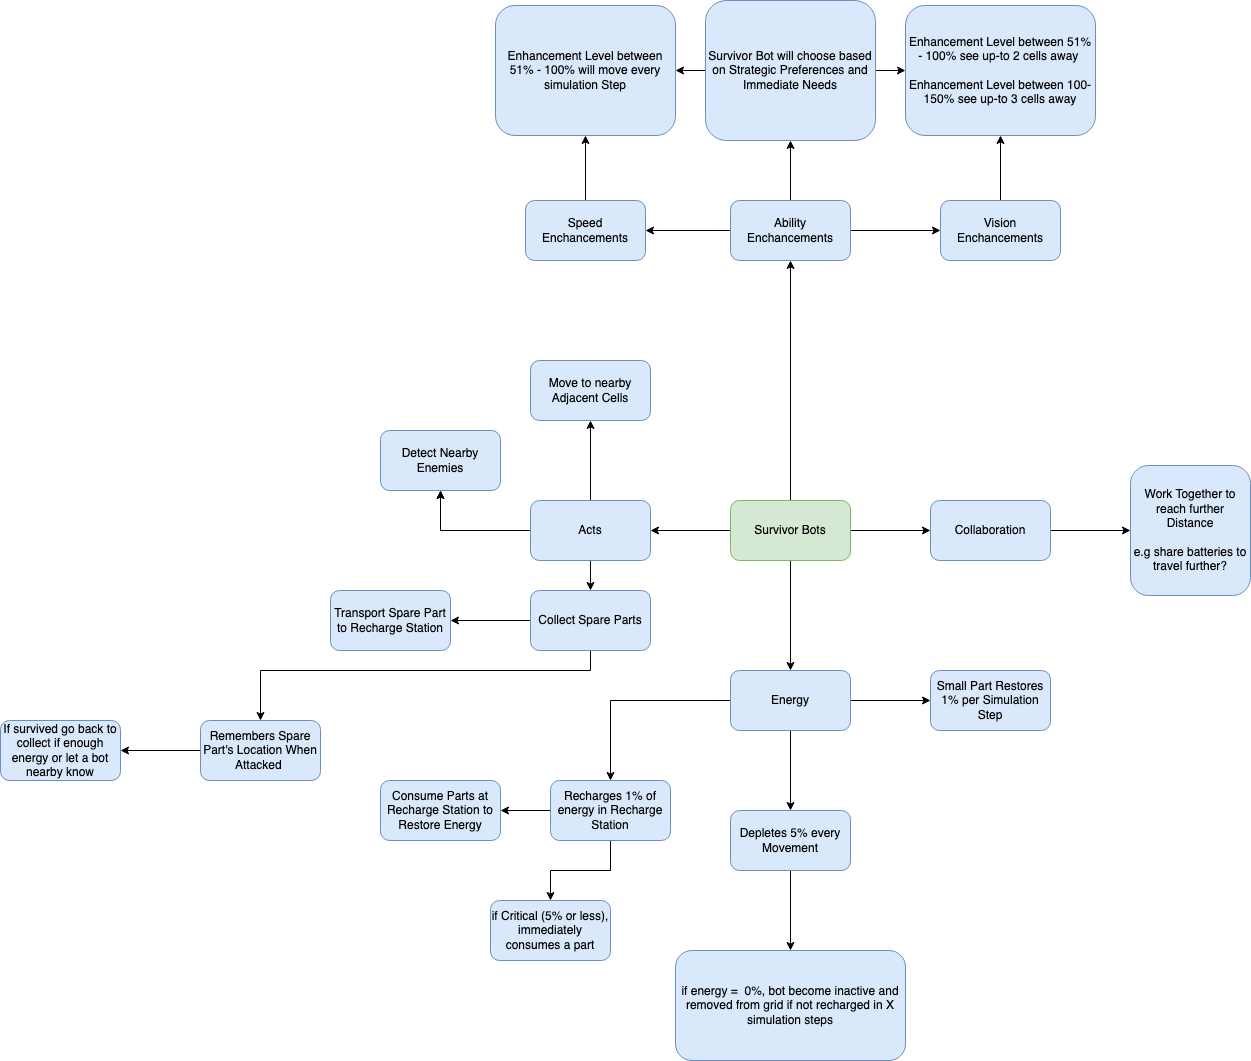 Enhancement Level between
51% - 100% will move every
simulation Step
Survivor Bot will choose based
on Strategic Preferences and
Immediate Needs
Enhancement Level between 51%
- 100% see up-to 2 cells away
Enhancement Level between 100-
150% see up-to 3 cells away
Speed
Enchancements
Ability
Enchancements
Vision
Enchancements
Move to nearby
Adjacent Cells
Detect Nearby
Enemies
Acts
Survivor Bots
Collaboration
Work Together to
reach further
Distance
e.g share batteries to
travel further?
Transport Spare Part
to Recharge Station
Collect Spare Parts
Energy
Small Part Restores
1% per Simulation
Step
If survived go back to
collect if enough
energy or let a bot
nearby know
Remembers Spare
Part's Location When
Attacked
Consume Parts at
Recharge Station to
Restore Energy
Recharges 1% of
energy in Recharge
Station
Depletes 5% every
Movement
if Critical (5% or less),
immediately
consumes a part
if energy =  0%, bot become inactive and
removed from grid if not recharged in X
simulation steps